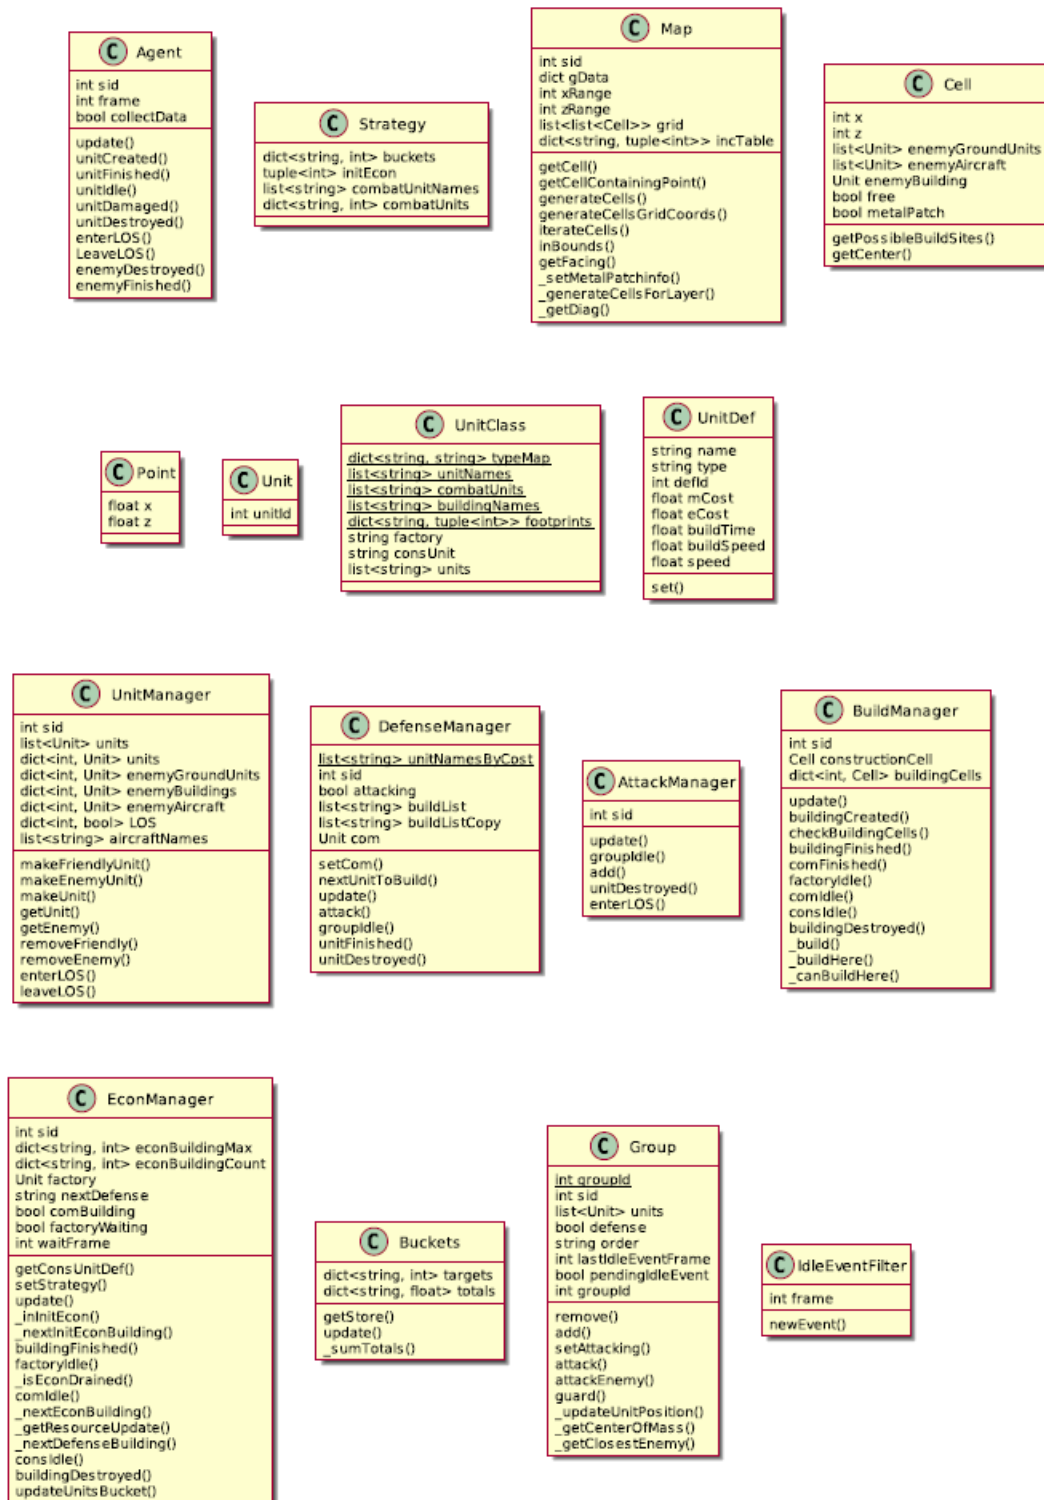 C Agent
int sid
int frame
bool collectData
update()
unitCreated()
unitFinished()
unitIdle()
unitDamaged()
unitDestroyed()
enterLOS()
LeaveLOS()
enemyDestroyed()
enemyFinished()
C Strategy
dict<string, int> buckets
tuple<int> initEcon
list<string> combatUnitNames
dict<string, int> combatUnits
C Map
int sid
dict gData
int xRange
int zRange
list<list<Cell>> grid
dict<string, tuple<int>> incTable
getCell()
getCellContainingPoint()
generateCells()
generateCellsGridCoords()
iterateCells()
inBounds()
getFacing()
_setMetalPatchinfo()
_generateCellsForLayer()
_getDiag()
C Cell
int x
int z
list<Unit> enemyGroundUnits
list<Unit> enemyAircraft
Unit enemyBuilding
bool free
bool metalPatch
getPossibleBuildSites()
getCenter()
C Point
float x
float z
C Unit
int unitId
C UnitClass
dict<string, string> typeMap
list<string> unitNames
list<string> combatUnits
list<string> buildingNames
dict<string, tuple<int>> footprints
string factory
string consUnit
list<string> units
C UnitDef
string name
string type
int defId
float mCost
float eCost
float buildTime
float buildSpeed
float speed
set()
C UnitManager
int sid
list<Unit> units
dict<int, Unit> units
dict<int, Unit> enemyGroundUnits
dict<int, Unit> enemyBuildings
dict<int, Unit> enemyAircraft
dict<int, bool> LOS
list<string> aircraftNames
makeFriendlyUnit()
makeEnemyUnit()
makeUnit()
getUnit()
getEnemy()
removeFriendly()
removeEnemy()
enterLOS()
leaveLOS()
C DefenseManager
list<string> unitNamesByCost
int sid
bool attacking
list<string> buildList
list<string> buildListCopy
Unit com
setCom()
nextUnitToBuild()
update()
attack()
groupIdle()
unitFinished()
unitDestroyed()
C AttackManager
int sid
update()
groupIdle()
add()
unitDestroyed()
enterLOS()
C BuildManager
int sid
Cell constructionCell
dict<int, Cell> buildingCells
update()
buildingCreated()
checkBuildingCells()
buildingFinished()
comFinished()
factoryIdle()
comIdle()
consIdle()
buildingDestroyed()
_build()
_buildHere()
_canBuildHere()
C EconManager
int sid
dict<string, int> econBuildingMax
dict<string, int> econBuildingCount
Unit factory
string nextDefense
bool comBuilding
bool factoryWaiting
int waitFrame
getConsUnitDef()
setStrategy()
update()
_inInitEcon()
_nextInitEconBuilding()
buildingFinished()
factoryIdle()
_isEconDrained()
comIdle()
_nextEconBuilding()
_getResourceUpdate()
_nextDefenseBuilding()
consIdle()
buildingDestroyed()
updateUnitsBucket()
C Buckets
dict<string, int> targets
dict<string, float> totals
getStore()
update()
_sumTotals()
C Group
int groupId
int sid
list<Unit> units
bool defense
string order
int lastIdleEventFrame
bool pendingIdleEvent
int groupId
remove()
add()
setAttacking()
attack()
attackEnemy()
guard()
_updateUnitPosition()
_getCenterOfMass()
_getClosestEnemy()
C IdleEventFilter
int frame
newEvent()